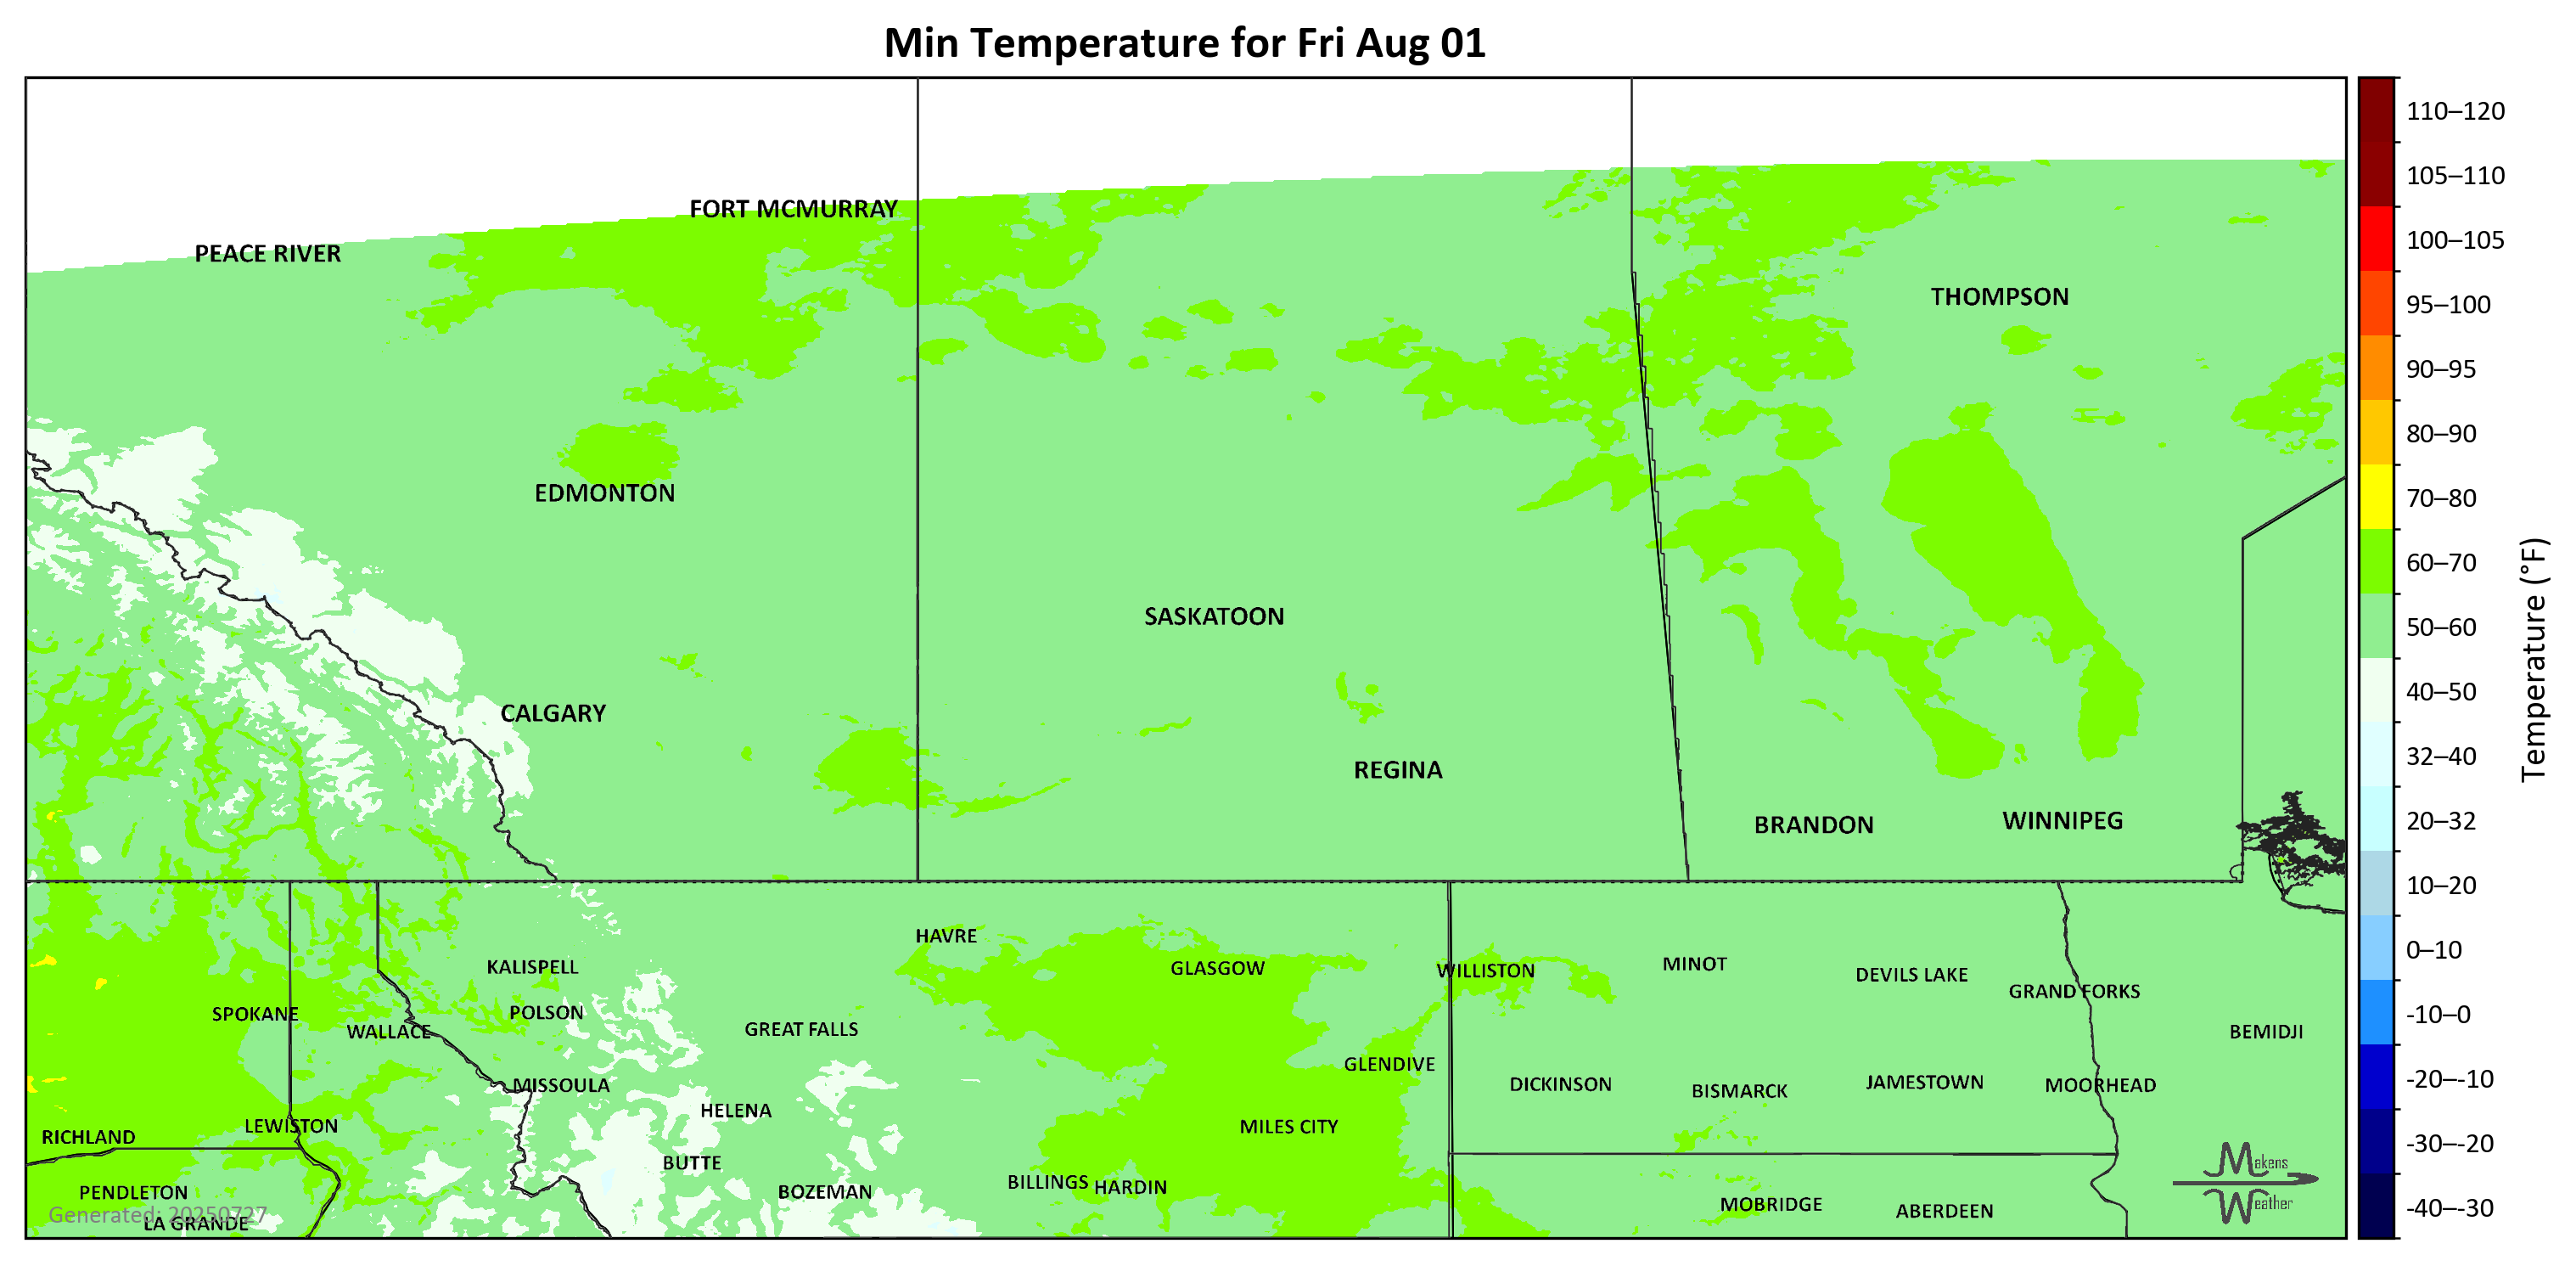 Min Temperature for Fri Aug 01
FORT MCMURRAY
PEACE RIVER
THOMPSON
EDMONTON
SASKATOON
CALGARY
REGINA
BRANDON
WINNIPEG
HAVRE
KALISPELL
GLASGOW
WILLISTON
MINOT
DEVILS LAKE
GRAND FORKS
SPOKANE
POLSON
WALLACE
GREAT FALLS
BEMIDJI
GLENDIVE
MISSOULA
DICKINSON
BISMARCK
JAMESTOWN
MOORHEAD
HELENA
LEWISTON
MILES CITY
RICHLAND
BUTTE
BILLINGS
HARDIN
BOZEMAN
PENDLETON
MOBRIDGE
ABERDEEN
Generated: 20250727
LA GRANDE
Makens
Weather
110–120
105–110
100–105
95–100
90–95
80–90
70–80
60–70
50–60
40–50
32–40
20–32
10–20
0–10
-10–0
-20–-10
-30–-20
-40–-30
Temperature (°F)